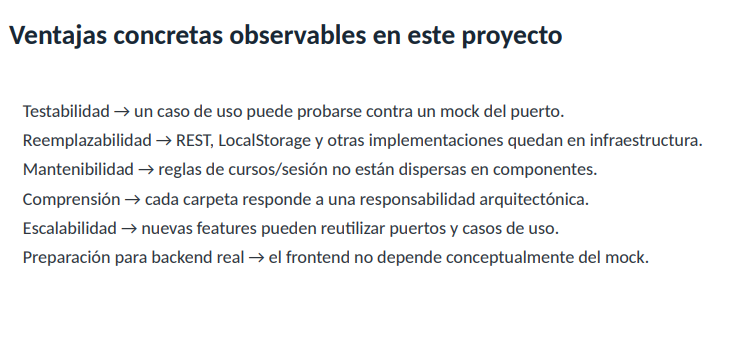 Ventajas concretas observables en este proyecto
Testabilidad → un caso de uso puede probarse contra un mock del puerto.
Reemplazabilidad → REST, LocalStorage y otras implementaciones quedan en infraestructura.
Mantenibilidad → reglas de cursos/sesión no están dispersas en componentes.
Comprensión → cada carpeta responde a una responsabilidad arquitectónica.
Escalabilidad → nuevas features pueden reutilizar puertos y casos de uso.
Preparación para backend real → el frontend no depende conceptualmente del mock.